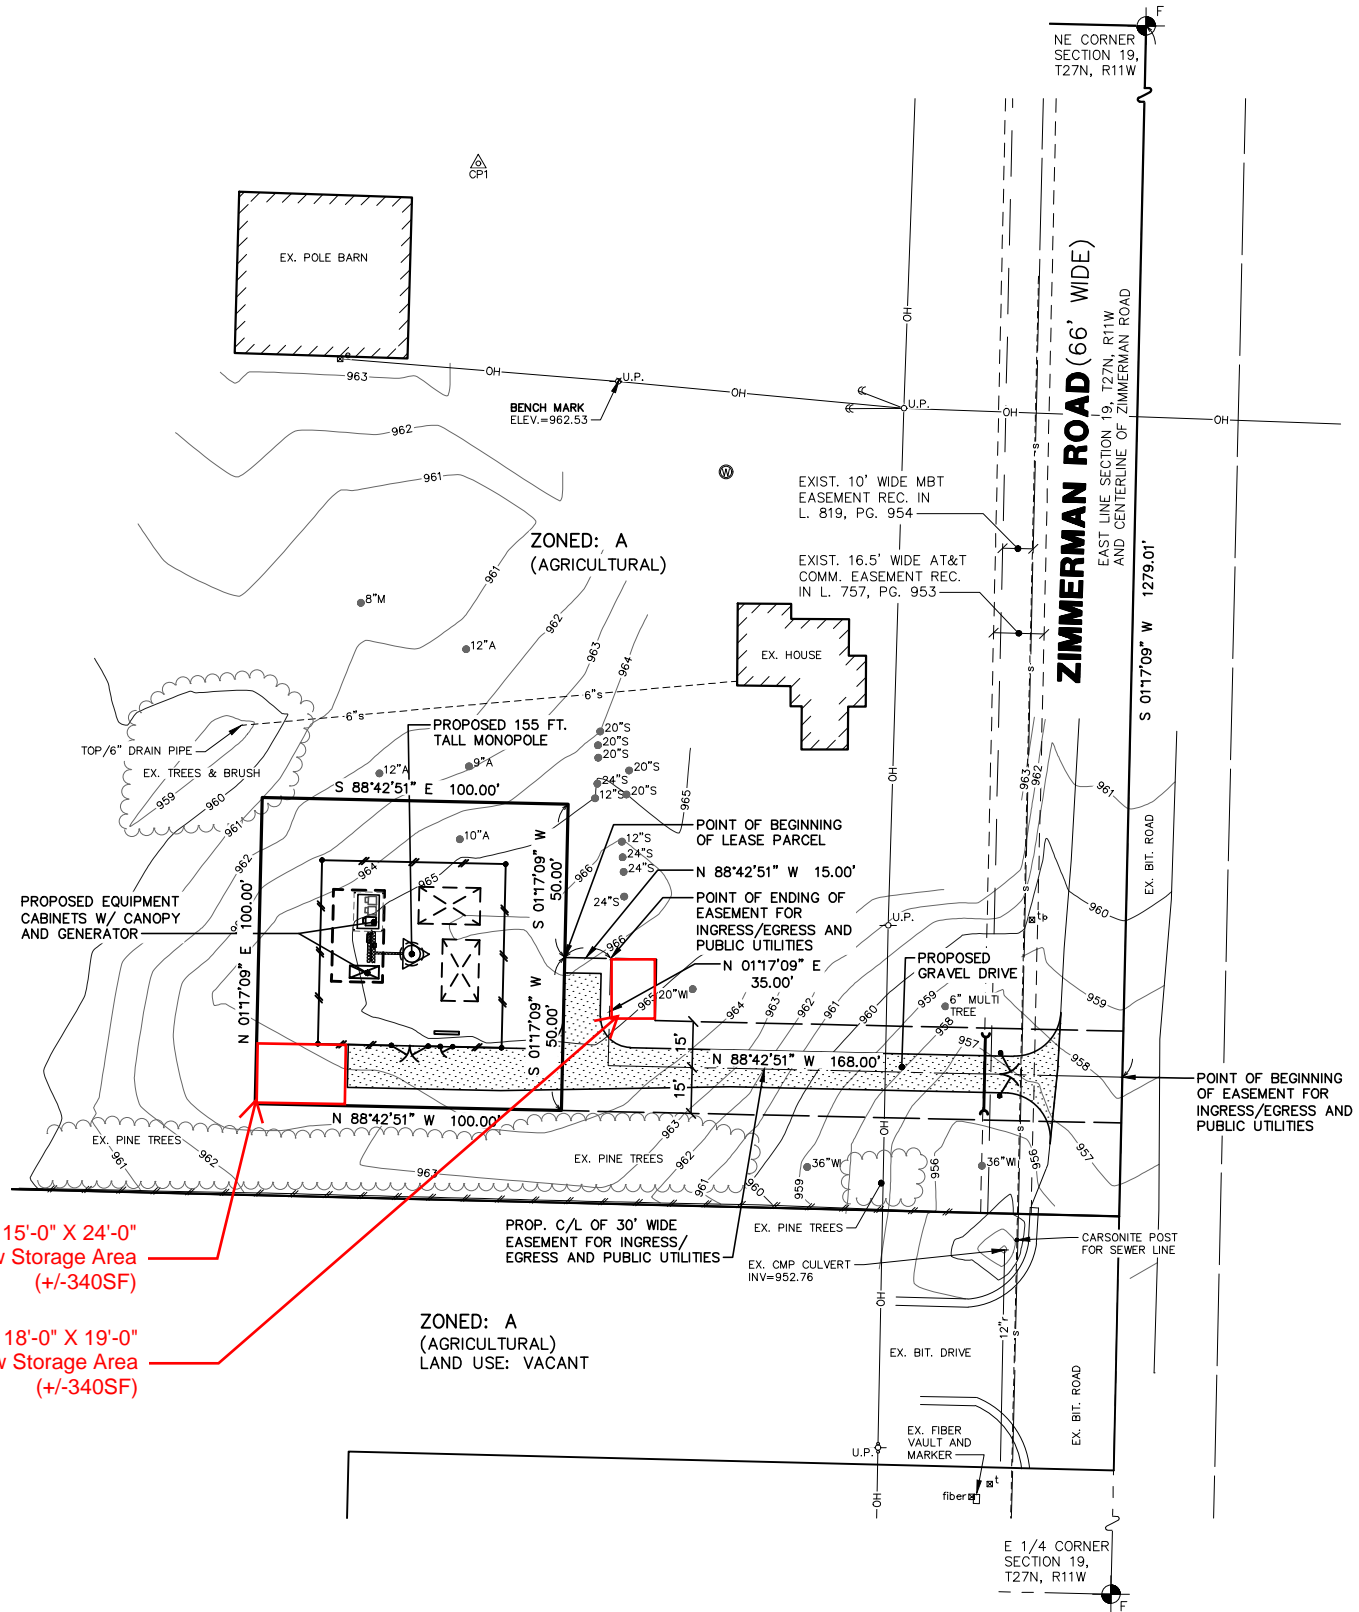 F
NE CORNER
SECTION 19,
T27N, R11W
CP1
EX. POLE BARN
OH
963
OH
U.P.
OH
BENCH MARK
ELEV.=962.53
U.P.
OH
OH
962
961
W
ZIMMERMAN ROAD (66' WIDE)
EAST LINE SECTION 19, T27N, R11W
AND CENTERLINE OF ZIMMERMAN ROAD
S 01°17'09" W 1279.01'
EXIST. 10' WIDE MBT
EASEMENT REC. IN
L. 819, PG. 954
EXIST. 16.5' WIDE AT&T
COMM. EASEMENT REC.
IN L. 757, PG. 953
ZONED: A
(AGRICULTURAL)
961
962
963
964
8"M
12"A
EX. HOUSE
6"s
6"s
TOP/6" DRAIN PIPE
EX. TREES & BRUSH
959
960
961
962
PROPOSED 155 FT.
TALL MONOPOLE
20"S
20"S
20"S
20"S
24"S
12"S
20"S
12"A
9"A
965
OH
963
962
961
S 88°42'51" E 100.00'
10"A
POINT OF BEGINNING
OF LEASE PARCEL
12"S
24"S
24"S
24"S
N 88°42'51" W 15.00'
POINT OF ENDING OF
EASEMENT FOR
INGRESS/EGRESS AND
PUBLIC UTILITIES
964
965
966
966
S 01°17'09" W
50.00'
N 01°17'09" E 100.00'
PROPOSED EQUIPMENT
CABINETS W/ CANOPY
AND GENERATOR
EX. BIT. ROAD
960
U.P.
tp
N 01°17'09" E
35.00'
PROPOSED
GRAVEL DRIVE
20"WI
965
964
963
962
961
960
959
958
957
6" MULTI
TREE
959
958
S 01°17'09" W
50.00'
15'
15'
N 88°42'51" W 168.00'
POINT OF BEGINNING
OF EASEMENT FOR
INGRESS/EGRESS AND
PUBLIC UTILITIES
N 88°42'51" W 100.00'
EX. PINE TREES
961
962
963
EX. PINE TREES
963
962
961
960
959
36"WI
956
36"WI
956
957
OH
15'-0" X 24'-0"
w Storage Area
(+/-340SF)
PROP. C/L OF 30' WIDE
EASEMENT FOR INGRESS/
EGRESS AND PUBLIC UTILITIES
EX. PINE TREES
EX. CMP CULVERT
INV=952.76
CARSONITE POST
FOR SEWER LINE
18'-0" X 19'-0"
w Storage Area
(+/-340SF)
ZONED: A
(AGRICULTURAL)
LAND USE: VACANT
OH
12"r
s
EX. BIT. DRIVE
EX. BIT. ROAD
EX. FIBER
VAULT AND
MARKER
U.P.
t
fiber
OH
E 1/4 CORNER
SECTION 19,
T27N, R11W
F